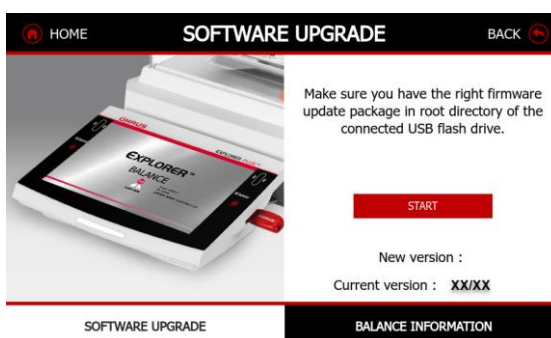 HOME
SOFTWARE UPGRADE
BACK
Make sure you have the right firmware
update package in root directory of the
connected USB flash drive.
OHAUS
EXPLORER™
BALANCE
START
New version :
Current version : XX/XX
SOFTWARE UPGRADE
BALANCE INFORMATION